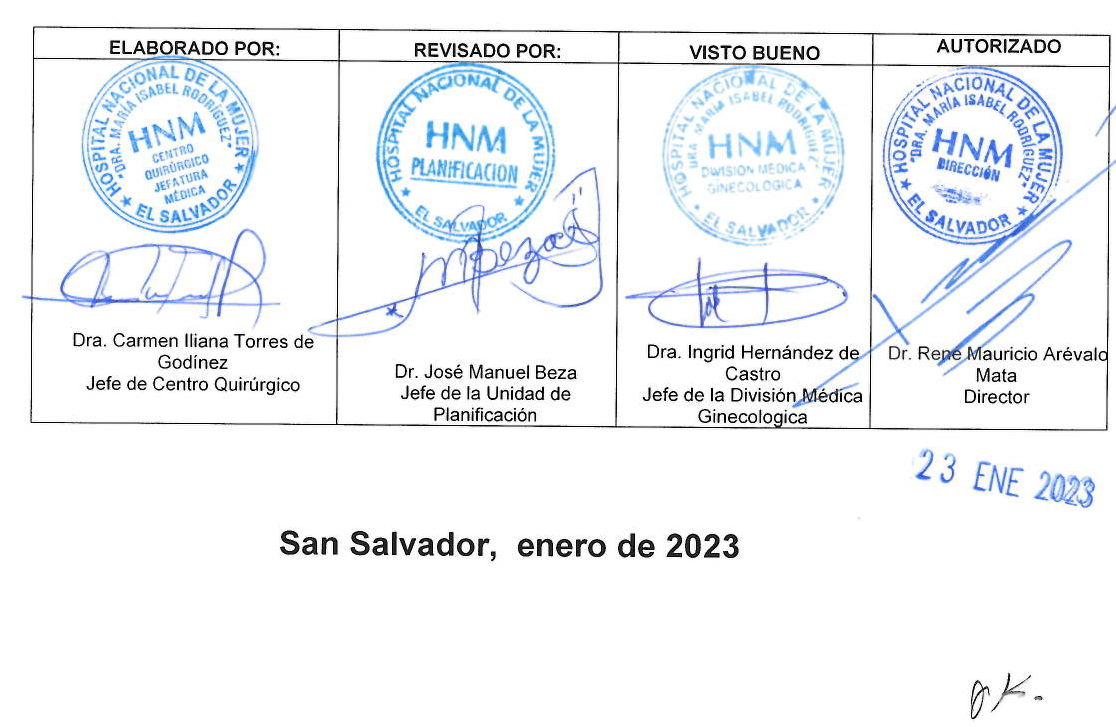 ELABORADO POR:
REVISADO POR:
VISTO BUENO
AUTORIZADO
HOSPITAL NACIONAL DE LA MUJER
"DRA. MARÍA ISABEL RODRÍGUEZ"
HNM
CENTRO
QUIRÚRGICO
JEFATURA
MÉDICA
EL SALVADOR
HOSPITAL NACIONAL DE LA MUJER
HNM
PLANIFICACION
EL SALVADOR
HOSPITAL NACIONAL DE LA MUJER
DRA MARIA ISABEL RODRIGUEZ
HNM
DIVISION MEDICA
GINECOLOGICA
EL SALVADOR
HOSPITAL NACIONAL DE LA MUJER
"DRA. MARÍA ISABEL RODRÍGUEZ"
HNM
DIRECCIÓN
EL SALVADOR
Dra. Carmen Iliana Torres de
Godínez
Jefe de Centro Quirúrgico
Dr. José Manuel Beza
Jefe de la Unidad de
Planificación
Dra. Ingrid Hernández de
Castro
Jefe de la División Médica
Ginecologica
Dr. Rene Mauricio Arévalo
Mata
Director
23 ENE 2023
San Salvador, enero de 2023